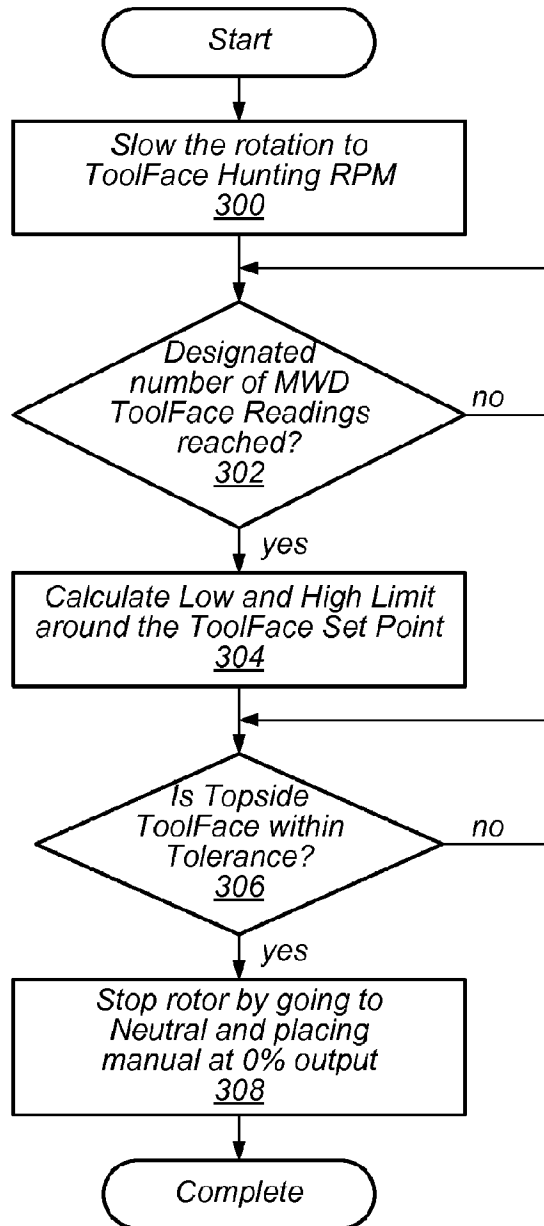 Start
Slow the rotation to
ToolFace Hunting RPM
300
Designated
number of MWD
ToolFace Readings
reached?
302
no
yes
Calculate Low and High Limit
around the ToolFace Set Point
304
Is Topside
ToolFace within
Tolerance?
306
no
yes
Stop rotor by going to
Neutral and placing
manual at 0% output
308
Complete